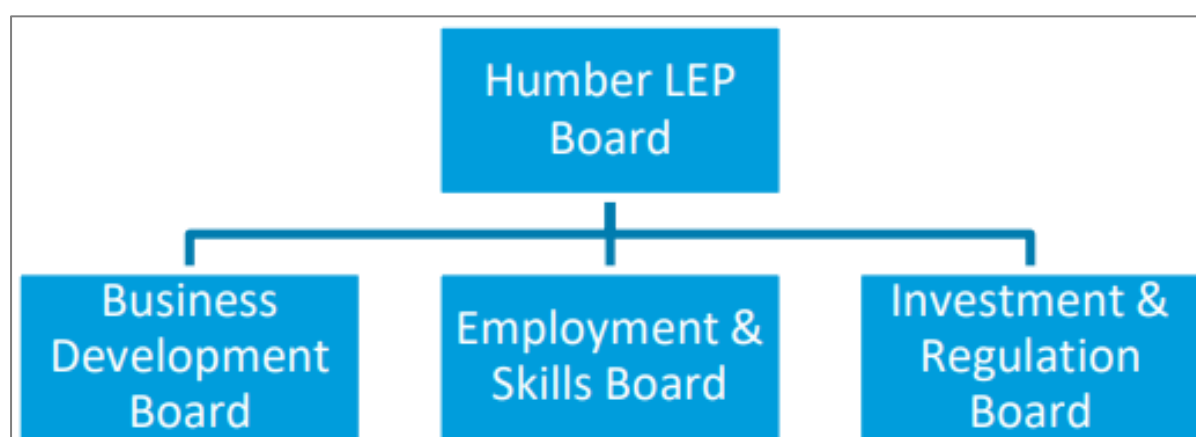 Humber LEP
Board
Business
Development
Board
Employment &
Skills Board
Investment &
Regulation
Board